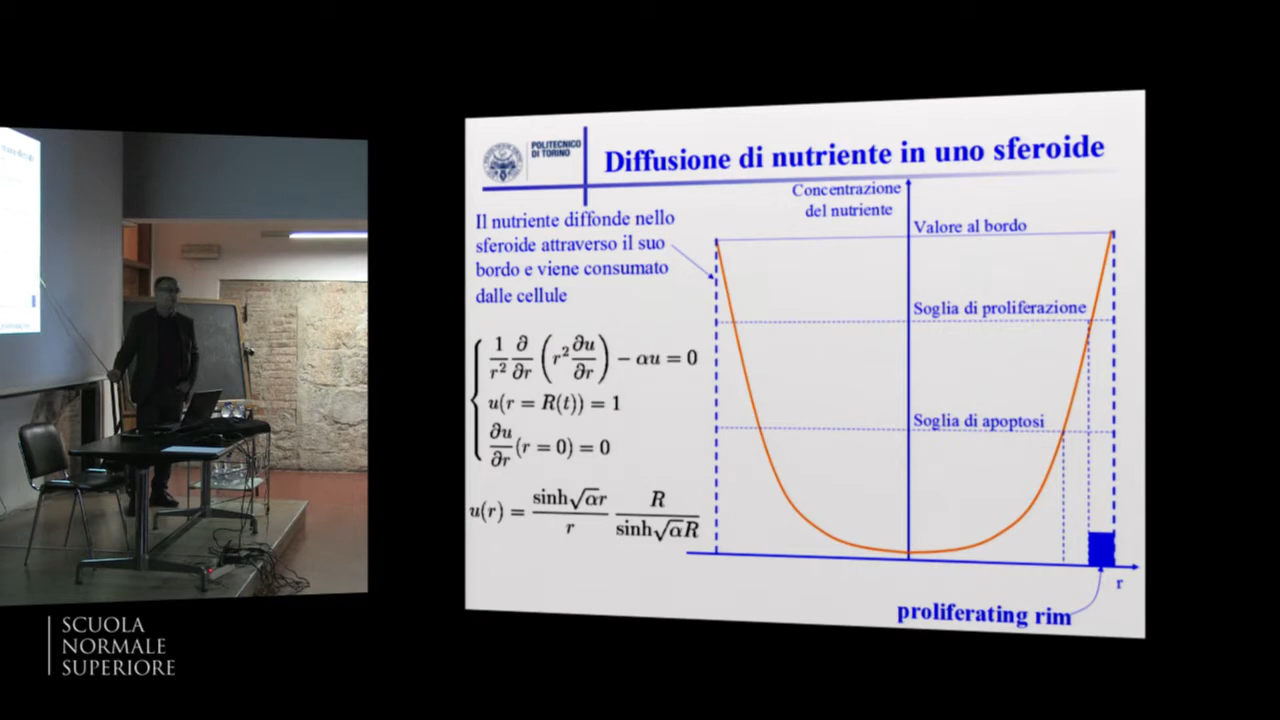 POLITECNICO
DI TORINO
Diffusione di nutriente in uno sferoide
Il nutriente diffonde nello
sferoide attraverso il suo
bordo e viene consumato
dalle cellule
1/r² ∂/∂r (r² ∂u/∂r) − αu = 0
u(r = R(t)) = 1
∂u/∂r (r = 0) = 0
u(r) = sinh√αr / r R / sinh√αR
Concentrazione
del nutriente
Valore al bordo
Soglia di proliferazione
Soglia di apoptosi
r
proliferating rim
SCUOLA
NORMALE
SUPERIORE